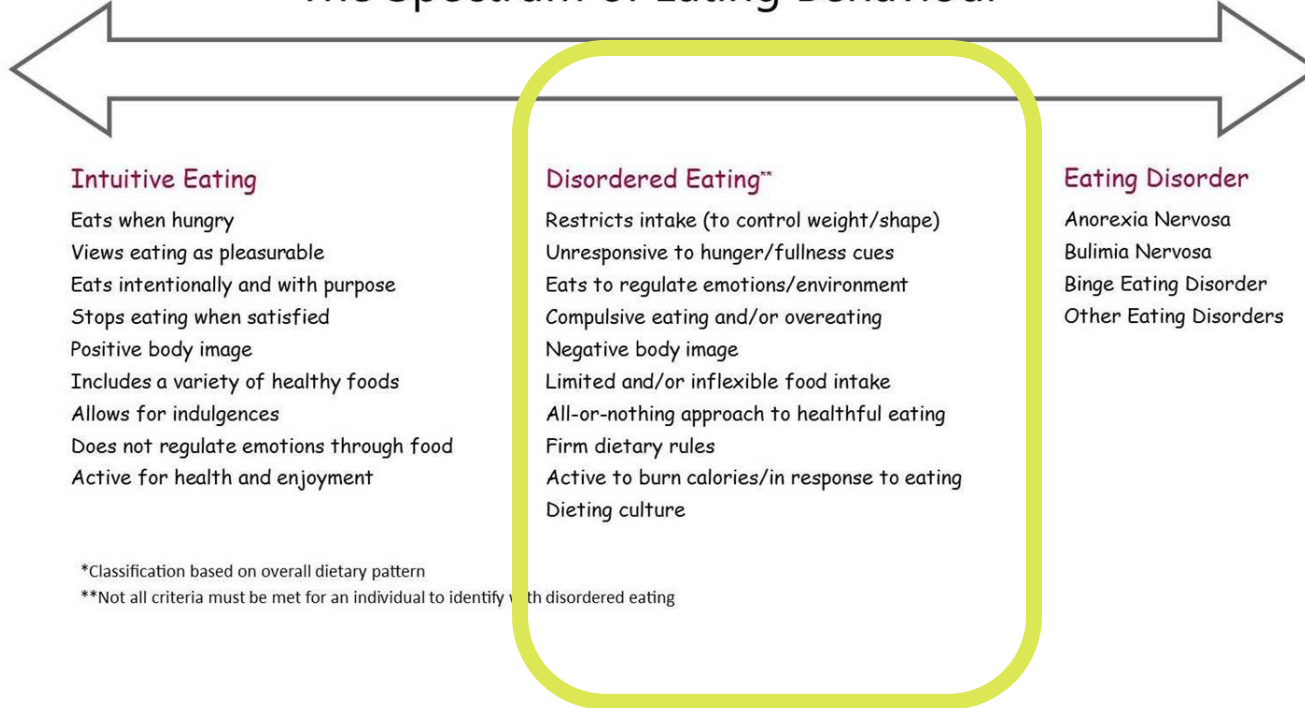 The Spectrum of Eating Behaviour
Intuitive Eating
Eats when hungry
Views eating as pleasurable
Eats intentionally and with purpose
Stops eating when satisfied
Positive body image
Includes a variety of healthy foods
Allows for indulgences
Does not regulate emotions through food
Active for health and enjoyment
Disordered Eating**
Restricts intake (to control weight/shape)
Unresponsive to hunger/fullness cues
Eats to regulate emotions/environment
Compulsive eating and/or overeating
Negative body image
Limited and/or inflexible food intake
All-or-nothing approach to healthful eating
Firm dietary rules
Active to burn calories/in response to eating
Dieting culture
Eating Disorder
Anorexia Nervosa
Bulimia Nervosa
Binge Eating Disorder
Other Eating Disorders
*Classification based on overall dietary pattern
**Not all criteria must be met for an individual to identify with disordered eating